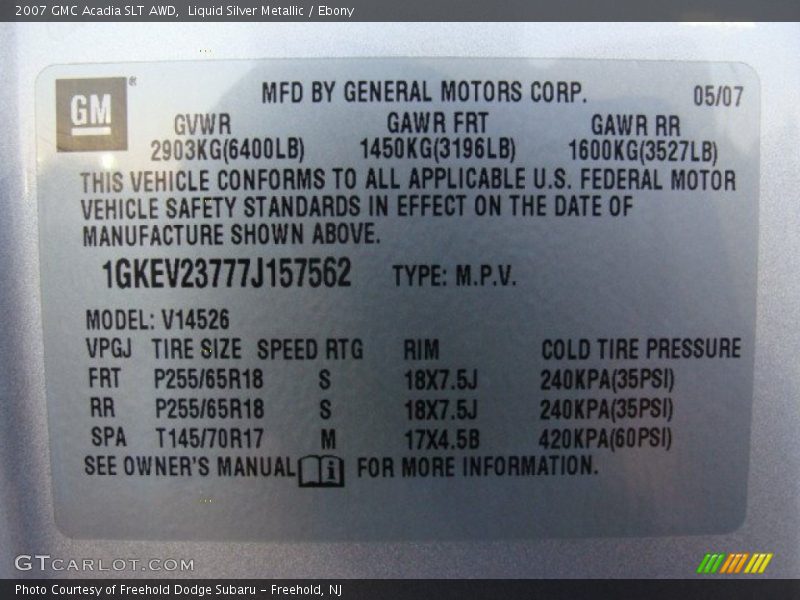 2007 GMC Acadia SLT AWD,  Liquid Silver Metallic / Ebony
GM®
MFD BY GENERAL MOTORS CORP. 05/07
GVWR GAWR FRT GAWR RR
2903KG(6400LB) 1450KG(3196LB) 1600KG(3527LB)
THIS VEHICLE CONFORMS TO ALL APPLICABLE U.S. FEDERAL MOTOR
VEHICLE SAFETY STANDARDS IN EFFECT ON THE DATE OF
MANUFACTURE SHOWN ABOVE.
1GKEV23777J157562 TYPE: M.P.V.
MODEL: V14526
VPGJ TIRE SIZE SPEED RTG RIM COLD TIRE PRESSURE
FRT P255/65R18 S 18X7.5J 240KPA(35PSI)
RR P255/65R18 S 18X7.5J 240KPA(35PSI)
SPA T145/70R17 M 17X4.5B 420KPA(60PSI)
SEE OWNER'S MANUAL i FOR MORE INFORMATION.
GTCARLOT.COM
Photo Courtesy of Freehold Dodge Subaru – Freehold, NJ